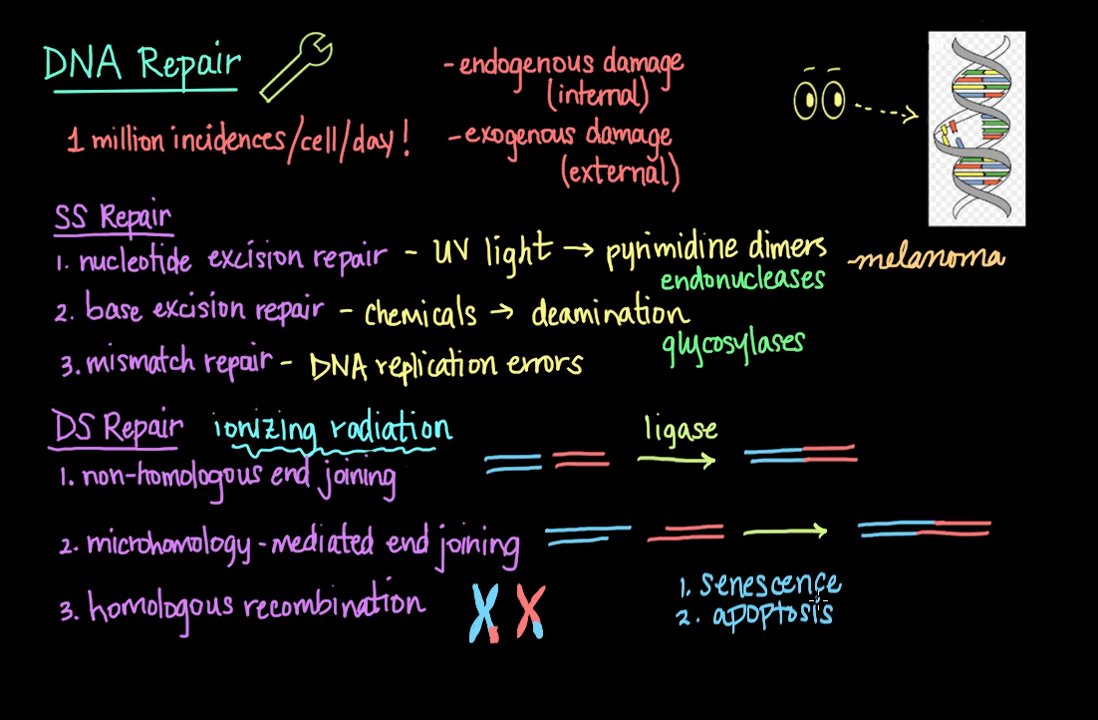 DNA Repair
- endogenous damage
(internal)
1 million incidences/cell/day!
- exogenous damage
(external)
SS Repair
1. nucleotide excision repair - UV light → pyrimidine dimers - melanoma
endonucleases
2. base excision repair - chemicals → deamination
glycosylases
3. mismatch repair - DNA replication errors
DS Repair ionizing radiation
ligase
1. non-homologous end joining
2. microhomology-mediated end joining
3. homologous recombination
1. senescence
2. apoptosis